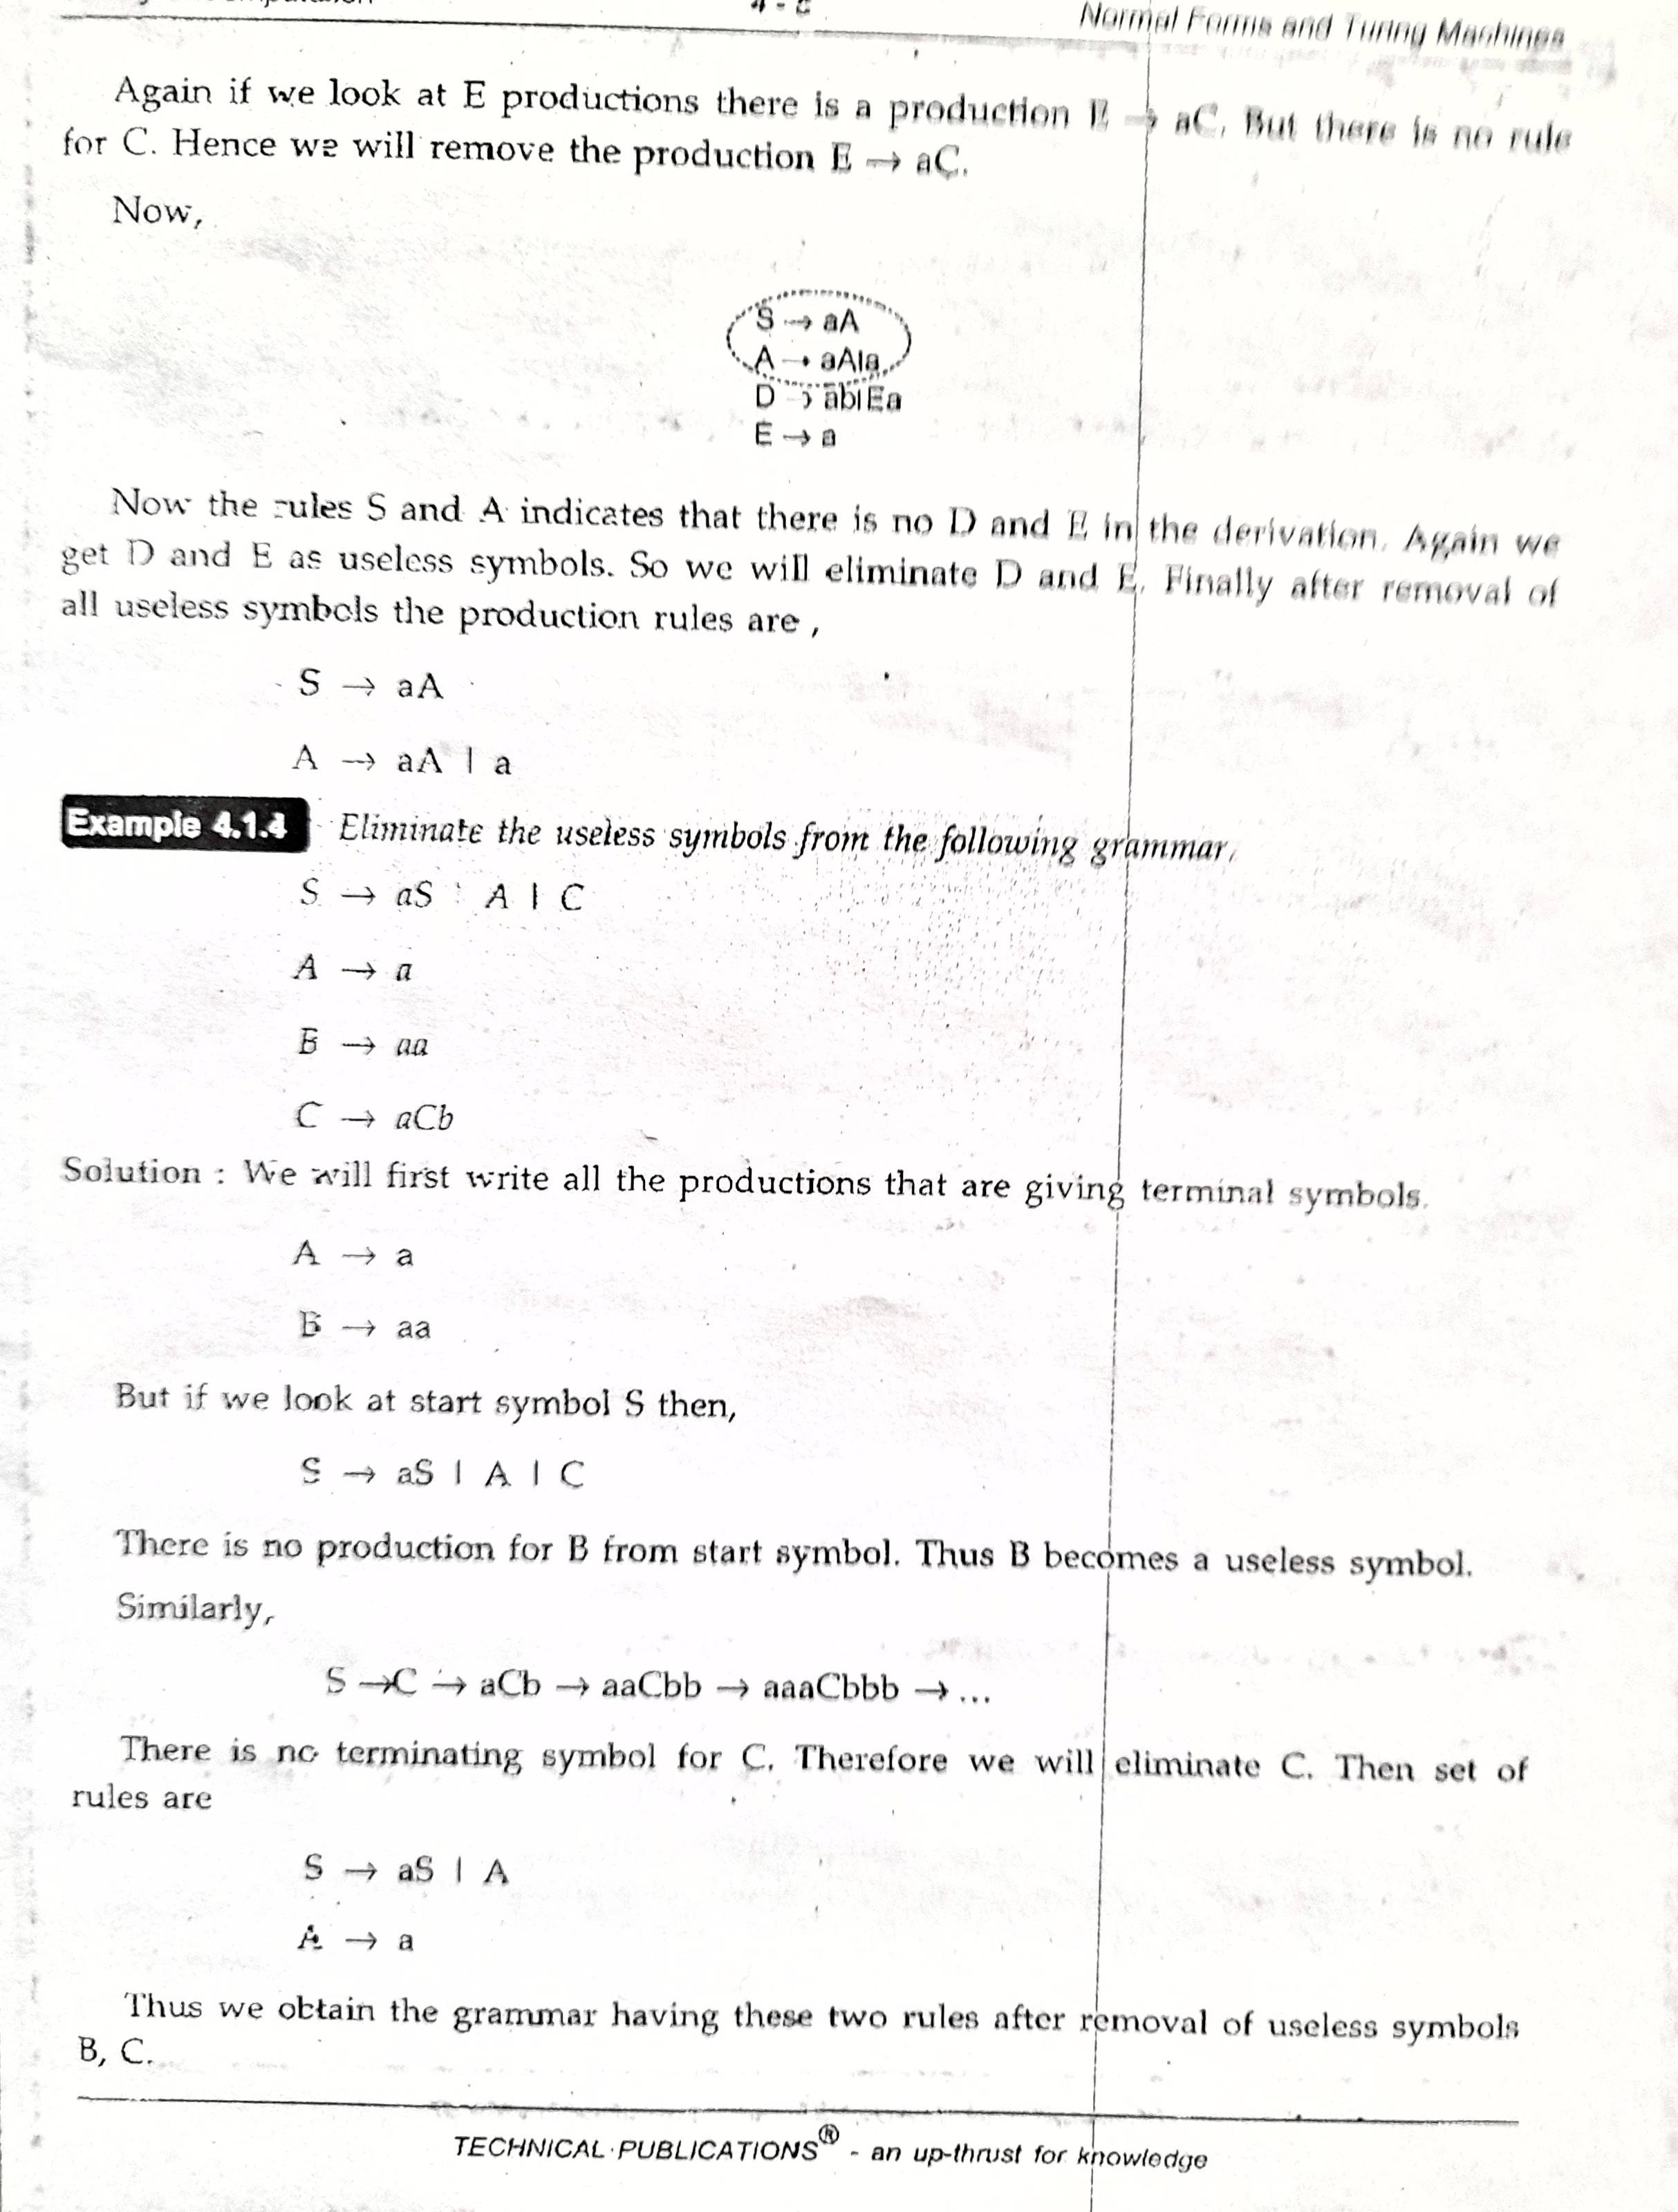 Normal Forms and Turing Machines
Again if we look at E productions there is a production E → aC. But there is no rule
for C. Hence we will remove the production E → aC.
Now,
S → aA
A → aA|a
D → ab|Ea
E → a
Now the rules S and A indicates that there is no D and E in the derivation. Again we
get D and E as useless symbols. So we will eliminate D and E. Finally after removal of
all useless symbols the production rules are ,
S → aA
A → aA | a
Example 4.1.4 Eliminate the useless symbols from the following grammar.
S → aS | A | C
A → a
B → aa
C → aCb
Solution : We will first write all the productions that are giving terminal symbols.
A → a
B → aa
But if we look at start symbol S then,
S → aS | A | C
There is no production for B from start symbol. Thus B becomes a useless symbol.
Similarly,
S →C → aCb → aaCbb → aaaCbbb → ...
There is no terminating symbol for C. Therefore we will eliminate C. Then set of
rules are
S → aS | A
A → a
Thus we obtain the grammar having these two rules after removal of useless symbols
B, C.
TECHNICAL PUBLICATIONS® - an up-thrust for knowledge